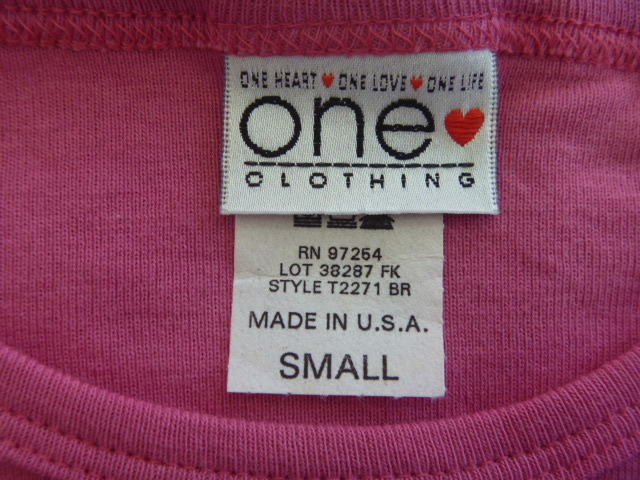 ONE HEART ♥ ONE LOVE ♥ ONE LIFE
one ♥
CLOTHING
RN 97264
LOT 38287 FK
STYLE T2271 BR
MADE IN U.S.A.
SMALL